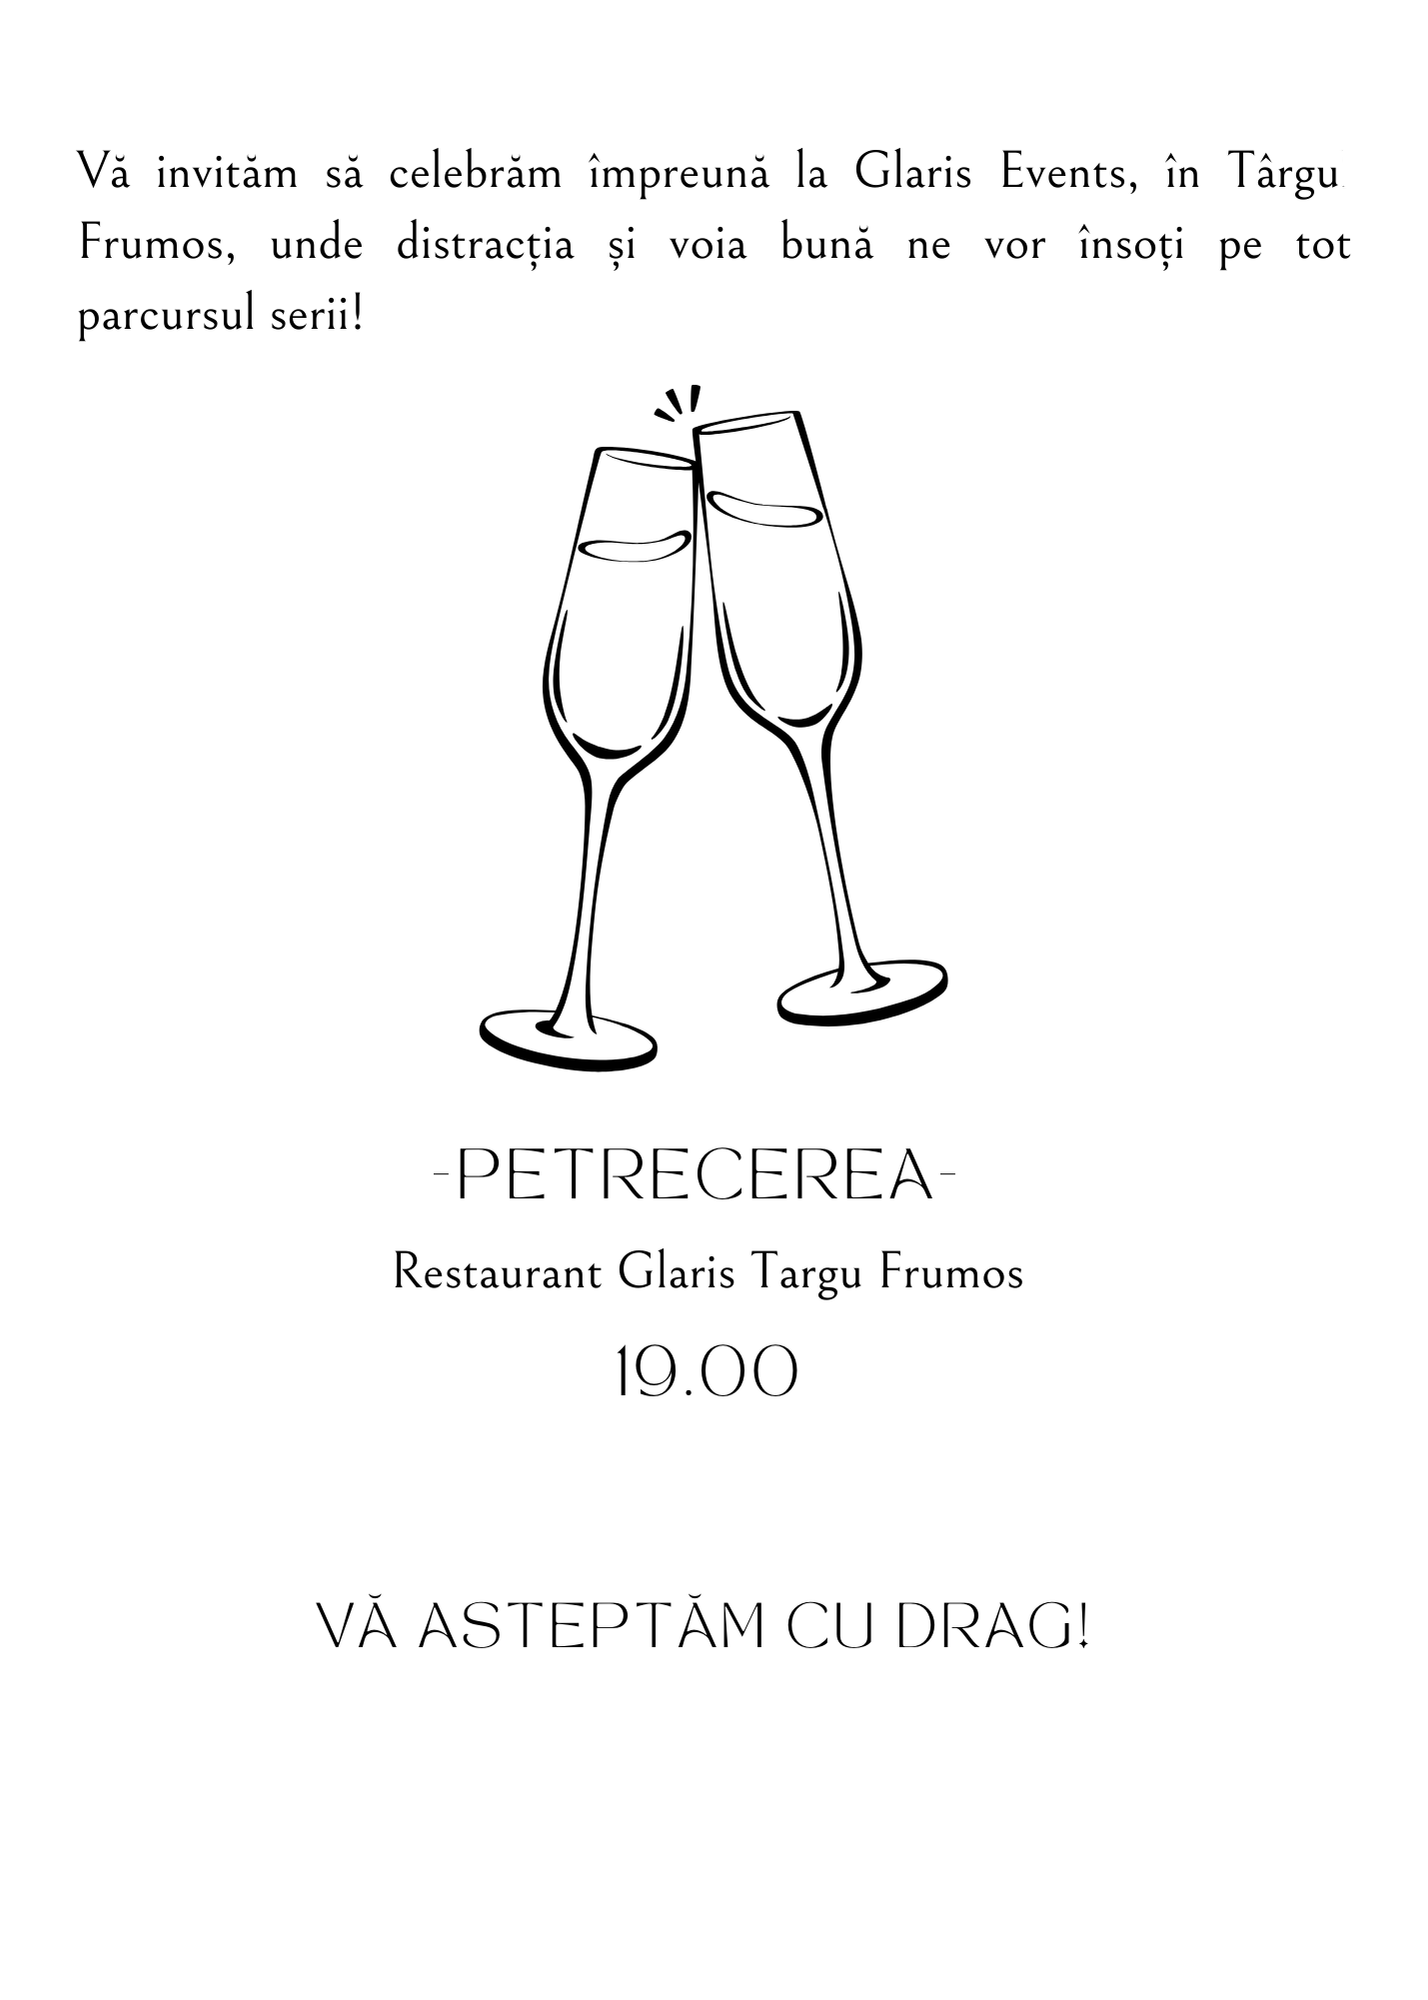 Vă invităm să celebrăm împreună la Glaris Events, în Târgu
Frumos, unde distracția și voia bună ne vor însoți pe tot
parcursul serii!
-PETRECEREA-
Restaurant Glaris Targu Frumos
19.00
VĂ ASTEPTĂM CU DRAG!